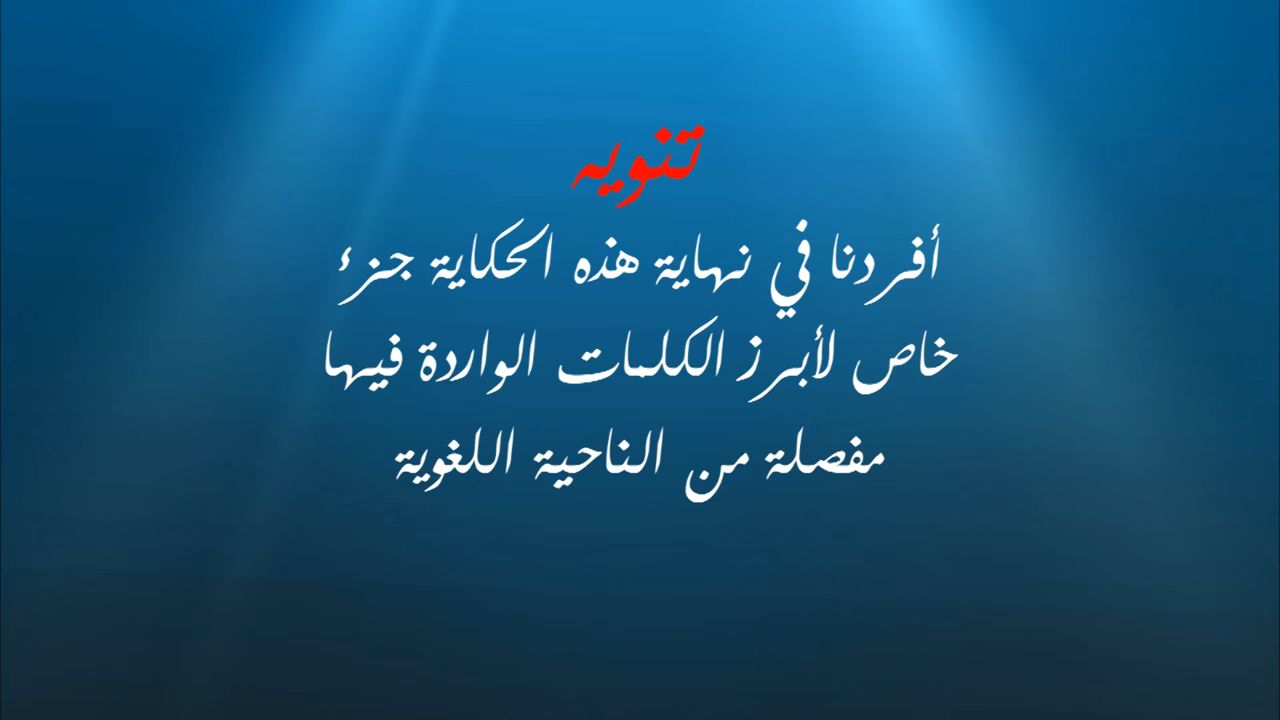 تنويه
أفردنا في نهاية هذه الحكاية جزء
خاص لأبرز الكلمات الواردة فيها
مفصلة من الناحية اللغوية